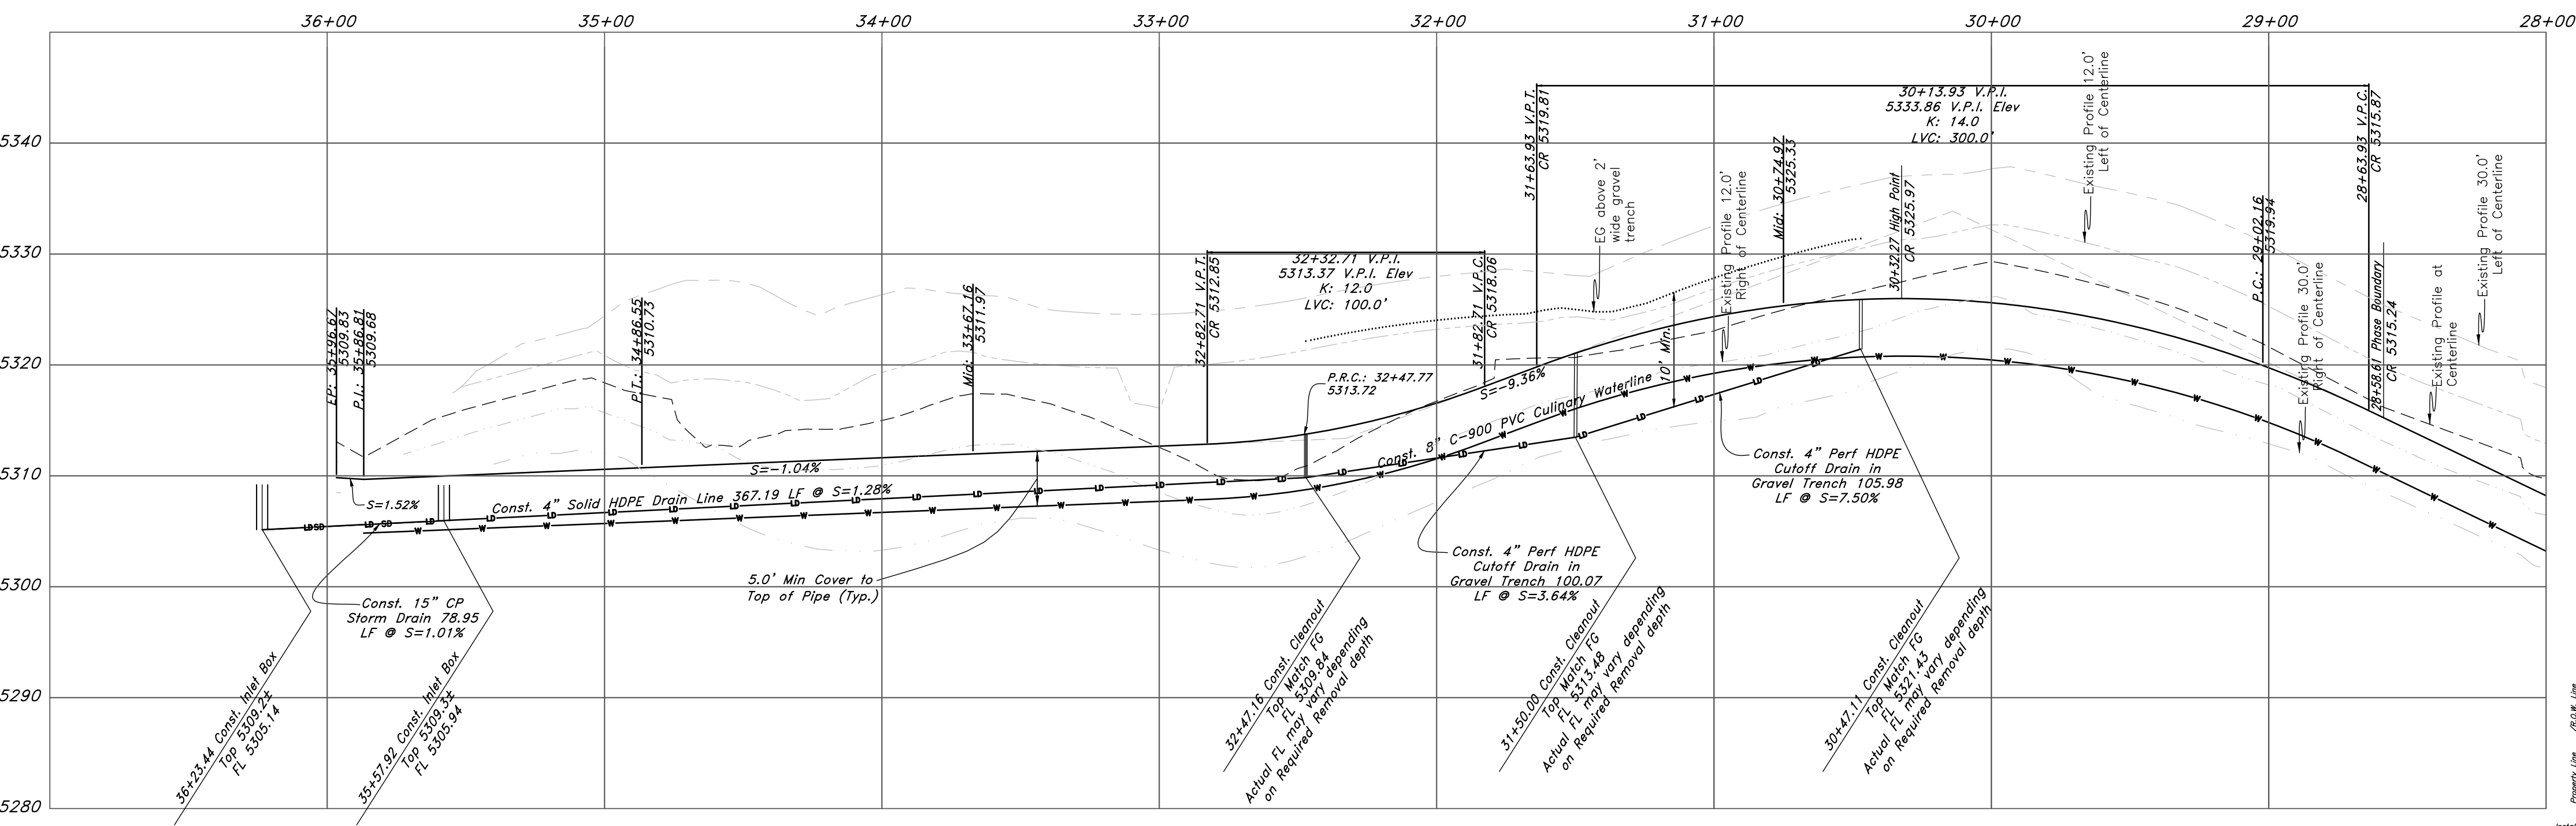 36+00
35+00
34+00
33+00
32+00
31+00
30+00
29+00
28+00
5340
5330
5320
5310
5300
5290
5280
EP: 35+96.67
5309.83
P.I.: 35+86.81
5309.68
P.T.: 34+86.55
5310.73
Mid: 33+67.16
5311.97
32+82.71 V.P.T.
CR 5312.85
32+32.71 V.P.I.
5313.37 V.P.I. Elev
K: 12.0
LVC: 100.0'
31+82.71 V.P.C.
CR 5318.06
P.R.C.: 32+47.77
5313.72
31+63.93 V.P.T.
CR 5319.81
EG above 2'
wide gravel
trench
Existing Profile 12.0'
Right of Centerline
Mid: 30+74.97
5325.33
30+13.93 V.P.I.
5333.86 V.P.I. Elev
K: 14.0
LVC: 300.0'
30+32.27 High Point
CR 5325.97
Existing Profile 12.0'
Left of Centerline
P.C.: 29+02.16
5319.94
28+63.93 V.P.C.
CR 5315.87
28+58.61 Phase Boundary
CR 5315.24
Existing Profile 30.0'
Right of Centerline
Existing Profile at
Centerline
Existing Profile 30.0'
Left of Centerline
S=-9.36%
10' Min.
Const. 8" C-900 PVC Culinary Waterline
S=-1.04%
S=1.52%
Const. 4" Solid HDPE Drain Line 367.19 LF @ S=1.28%
5.0' Min Cover to
Top of Pipe (Typ.)
Const. 15" CP
Storm Drain 78.95
LF @ S=1.01%
Const. 4" Perf HDPE
Cutoff Drain in
Gravel Trench 100.07
LF @ S=3.64%
Const. 4" Perf HDPE
Cutoff Drain in
Gravel Trench 105.98
LF @ S=7.50%
36+23.44 Const. Inlet Box
Top 5309.2±
FL 5305.14
35+57.92 Const. Inlet Box
Top 5309.3±
FL 5305.94
32+47.16 Const. Cleanout
Top Match FG
FL 5309.84
Actual FL may vary depending
on Required Removal depth
31+50.00 Const. Cleanout
Top Match FG
FL 5313.48
Actual FL may vary depending
on Required Removal depth
30+47.11 Const. Cleanout
Top Match FG
FL 5321.43
Actual FL may vary depending
on Required Removal depth
Property Line
/R.O.W. Line